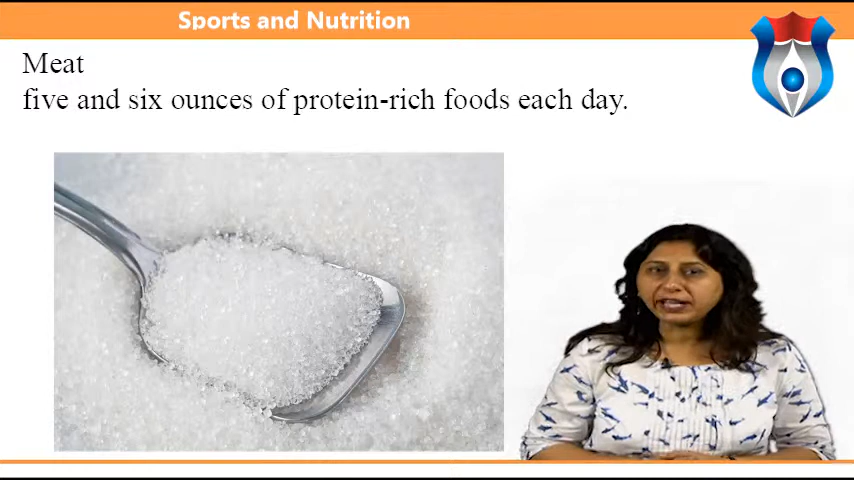 Sports and Nutrition
Meat
five and six ounces of protein-rich foods each day.